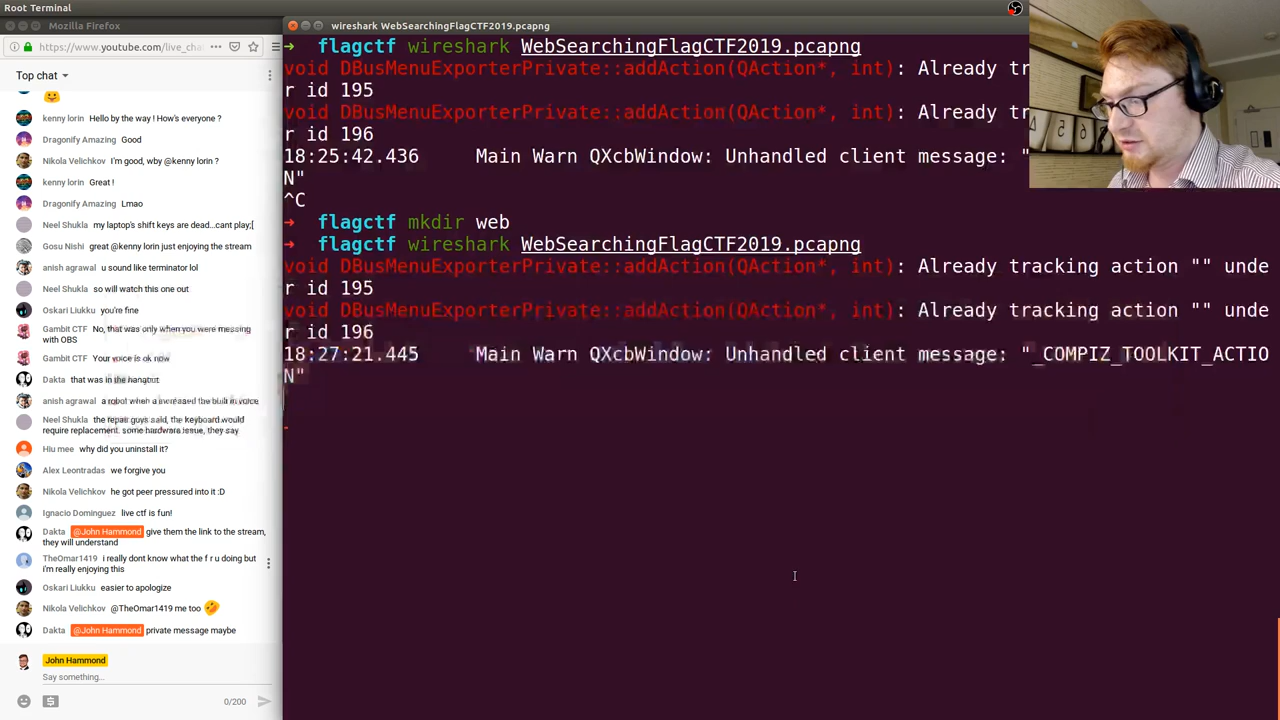 Root Terminal
Mozilla Firefox
https://www.youtube.com/live_cha
Top chat
kenny lorin Hello by the way ! How's everyone ?
Dragonify Amazing Good
Nikola Velichkov I'm good, wby @kenny lorin ?
kenny lorin Great !
Dragonify Amazing Lmao
Neel Shukla my laptop's shift keys are dead...cant play;[
Gosu Nishi great @kenny lorin just enjoying the stream
anish agrawal u sound like terminator lol
Neel Shukla so will watch this one out
Oskari Liukku you're fine
Gambit CTF No, that was only when you were messing
with OBS
Gambit CTF Your voice is ok now
Dakta that was in the hangout
anish agrawal a robot when a increased the built in voice
Neel Shukla the repair guys said, the keyboard would
require replacement. some hardware issue, they say
Hiu mee why did you uninstall it?
Alex Leontradas we forgive you
Nikola Velichkov he got peer pressured into it :D
Ignacio Dominguez live ctf is fun!
Dakta @John Hammond give them the link to the stream,
they will understand
TheOmar1419 i really dont know what the f r u doing but
i'm really enjoying this
Oskari Liukku easier to apologize
Nikola Velichkov @TheOmar1419 me too
Dakta @John Hammond private message maybe
John Hammond
Say something...
0/200
wireshark WebSearchingFlagCTF2019.pcapng
→ flagctf wireshark WebSearchingFlagCTF2019.pcapng
void DBusMenuExporterPrivate::addAction(QAction*, int): Already tr
r id 195
void DBusMenuExporterPrivate::addAction(QAction*, int): Already tr
r id 196
18:25:42.436 Main Warn QXcbWindow: Unhandled client message: "
N"
^C
→ flagctf mkdir web
→ flagctf wireshark WebSearchingFlagCTF2019.pcapng
void DBusMenuExporterPrivate::addAction(QAction*, int): Already tracking action "" unde
r id 195
void DBusMenuExporterPrivate::addAction(QAction*, int): Already tracking action "" unde
r id 196
18:27:21.445 Main Warn QXcbWindow: Unhandled client message: "_COMPIZ_TOOLKIT_ACTIO
N"